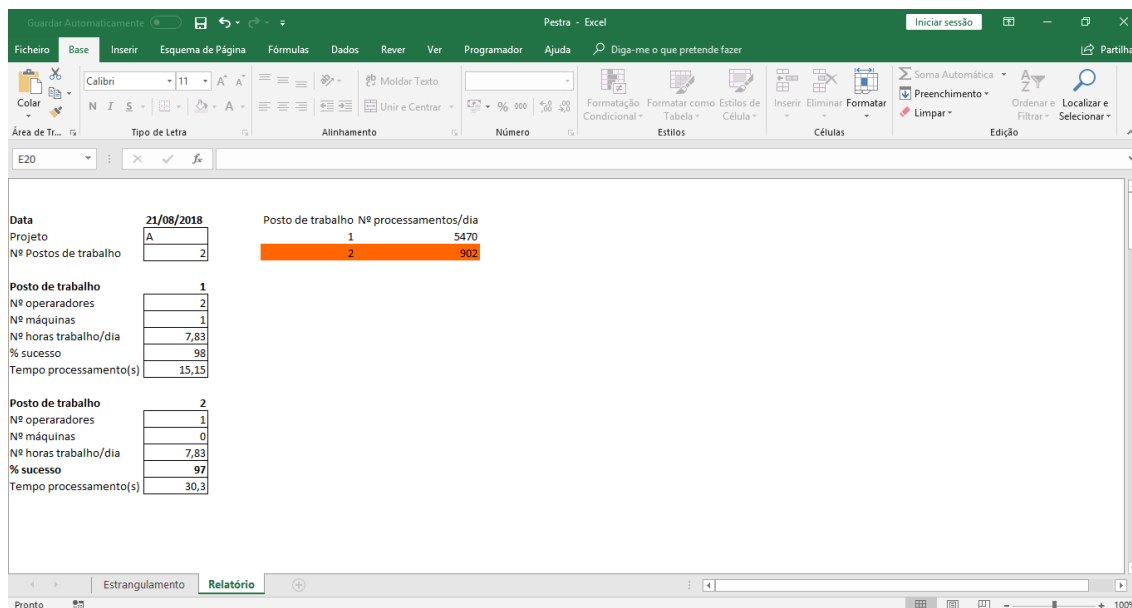 Guardar Automaticamente
Pestra - Excel
Iniciar sessão
Ficheiro Base Inserir Esquema de Página Fórmulas Dados Rever Ver Programador Ajuda Diga-me o que pretende fazer Partilha
Colar
Calibri 11 A A
N I S A
Moldar Texto
Unir e Centrar
% 000
Formatação Condicional
Formatar como Tabela
Estilos de Célula
Inserir Eliminar Formatar
Soma Automática
Preenchimento
Limpar
Ordenar e Filtrar
Localizar e Selecionar
Área de Tr... Tipo de Letra Alinhamento Número Estilos Células Edição
E20 fx
Data 21/08/2018 Posto de trabalho Nº processamentos/dia
Projeto A 1 5470
Nº Postos de trabalho 2 2 902
Posto de trabalho 1
Nº operaradores 2
Nº máquinas 1
Nº horas trabalho/dia 7,83
% sucesso 98
Tempo processamento(s) 15,15
Posto de trabalho 2
Nº operaradores 1
Nº máquinas 0
Nº horas trabalho/dia 7,83
% sucesso 97
Tempo processamento(s) 30,3
Estrangulamento Relatório
Pronto 100%